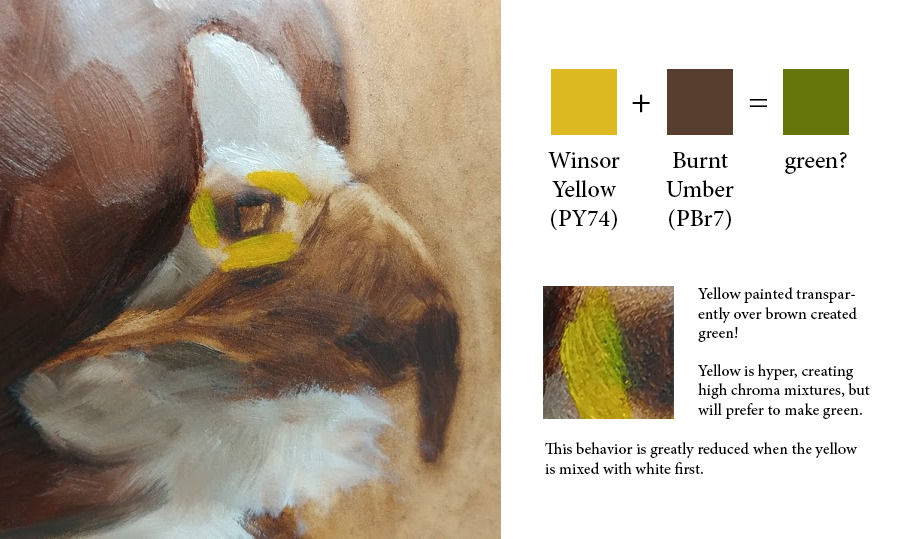 + =
Winsor
Yellow
(PY74)
Burnt
Umber
(PBr7)
green?
Yellow painted transpar-
ently over brown created
green!
Yellow is hyper, creating
high chroma mixtures, but
will prefer to make green.
This behavior is greatly reduced when the yellow
is mixed with white first.